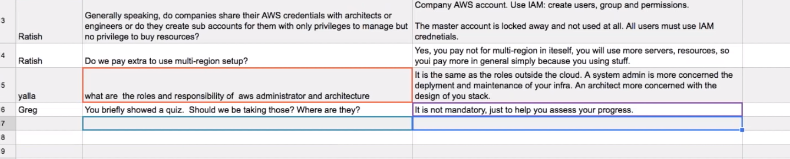 Company AWS account. Use IAM: create users, group and permissions.
3
Generally speaking, do companies share their AWS credentials with architects or
engineers or do they create sub accounts for them with only privileges to manage but
Ratish
no privilege to buy resources?
The master account is locked away and not used at all. All users must use IAM
crednetials.
4
Ratish
Do we pay extra to use multi-region setup?
Yes, you pay not for multi-region in iteself, you will use more servers, resources, so
youi pay more in general simply because you using stuff.
5
yalla
what are the roles and responsibility of aws administrator and architecture
It is the same as the roles outside the cloud. A system admin is more concerned the
deplyment and maintenance of your infra. An architect more concerned with the
design of you stack.
6
Greg
You briefly showed a quiz. Should we be taking those? Where are they?
It is not mandatory, just to help you assess your progress.
7
8
9